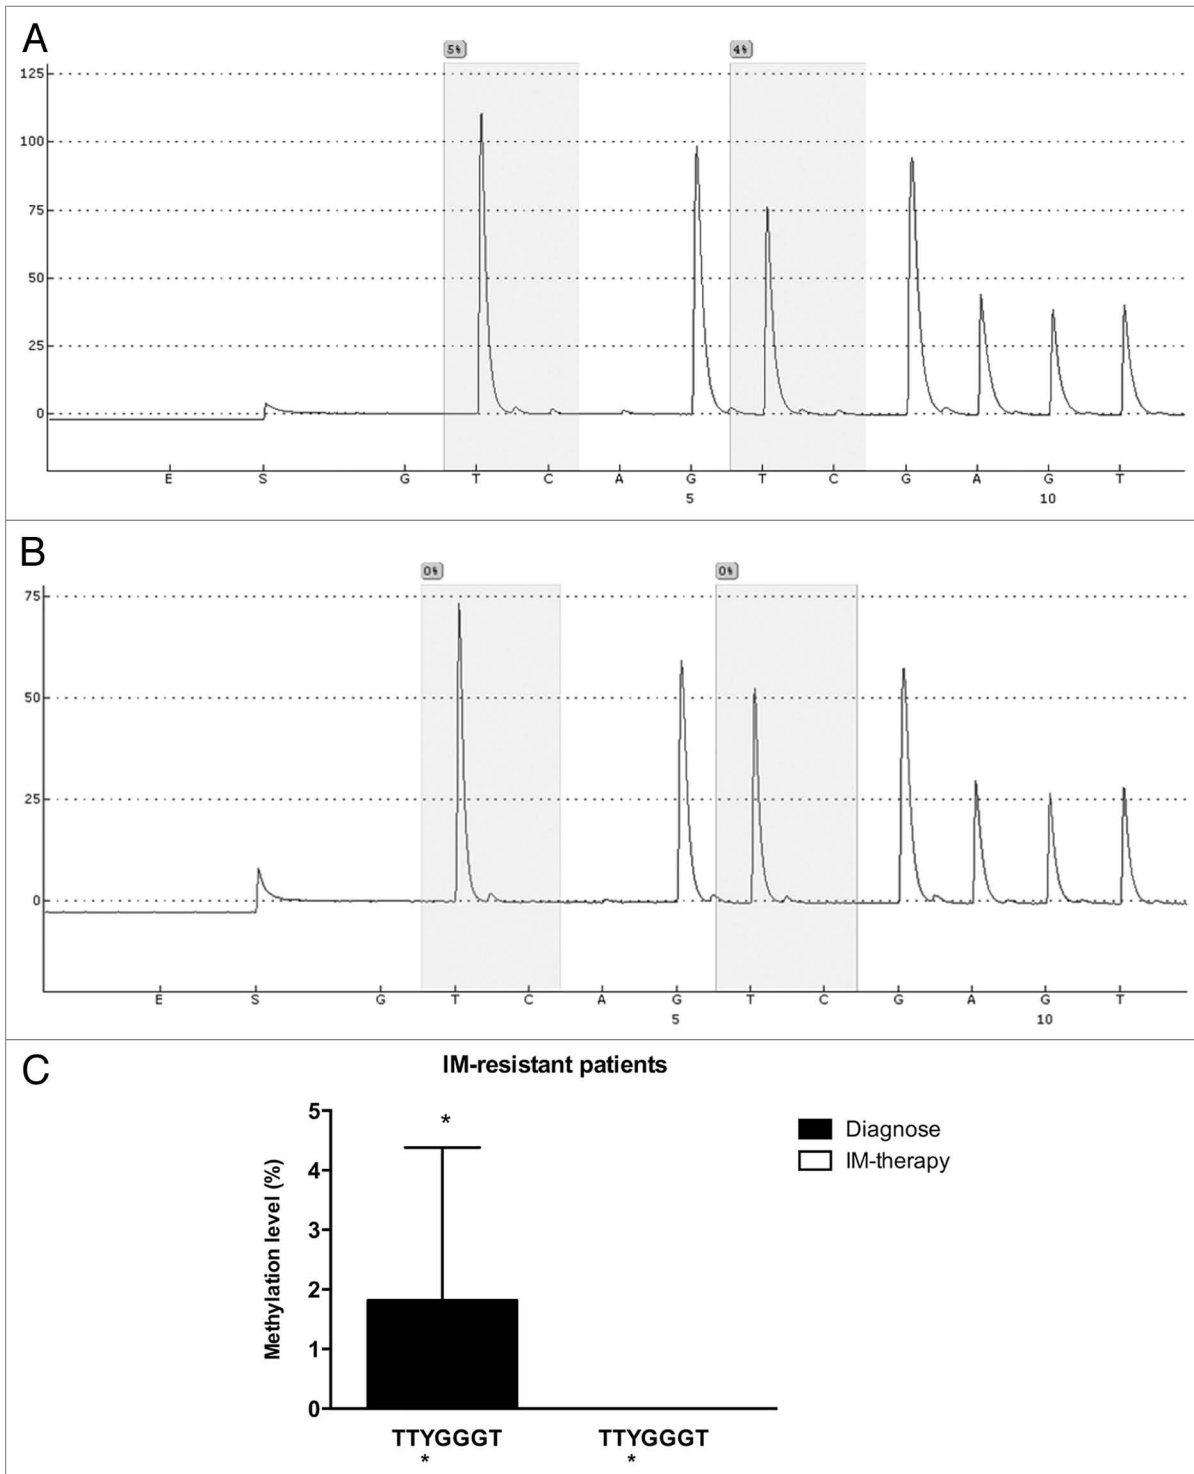 A
5% 4%
125
100
75
50
25
0
E S G T C A G T C G A G T
5 10
B
0% 0%
75
50
25
0
E S G T C A G T C G A G T
5 10
C
IM-resistant patients
5
4
3
2
1
0
Methylation level (%)
*
Diagnose
IM-therapy
TTYGGGT TTYGGGT
* *